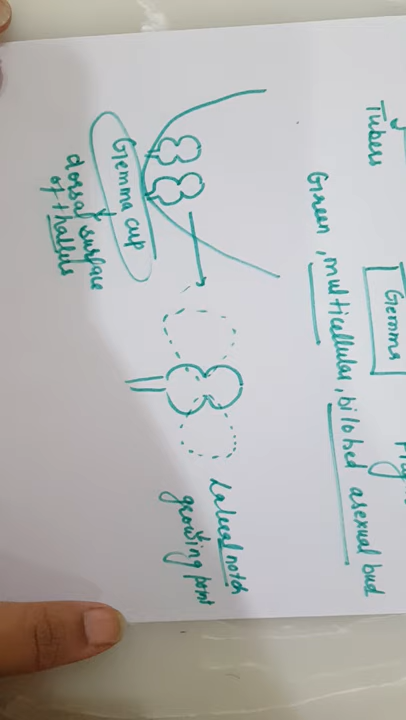 Tubers
Gemma
Green, multicellular, bilobed asexual bud
Gemma cup
dorsal surface
of thallus
Lateral notch
growing point